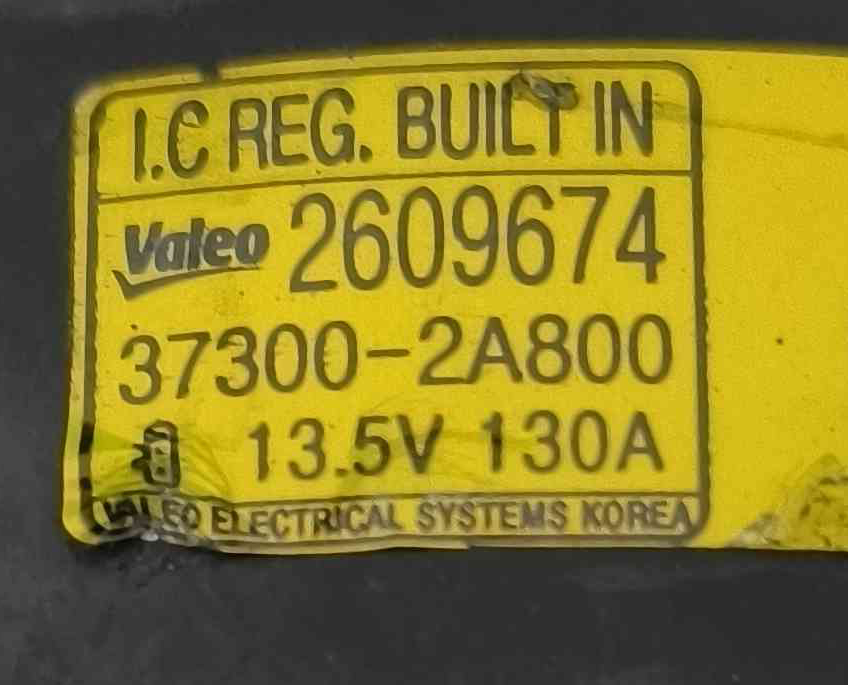 I.C REG. BUILT IN
Valeo 2609674
37300-2A800
13.5V 130A
VALEO ELECTRICAL SYSTEMS KOREA